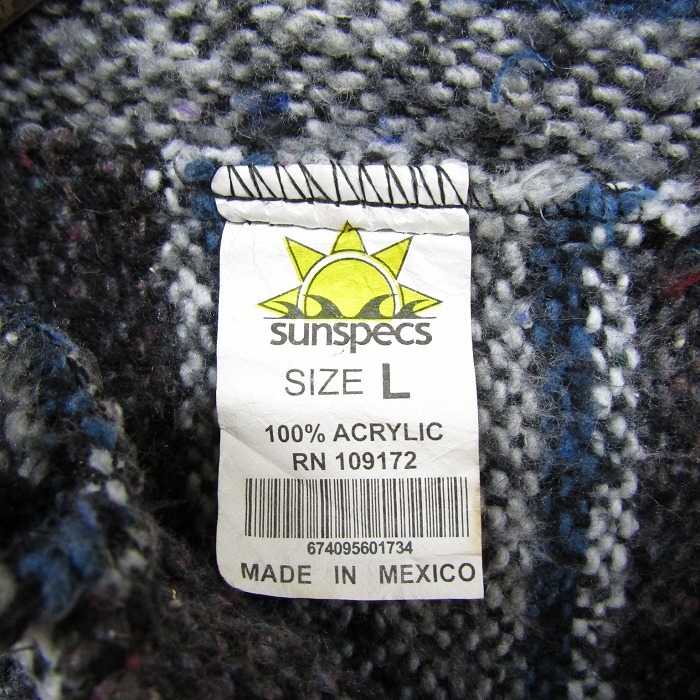 sunspecs
SIZE L
100% ACRYLIC
RN 109172
674095601734
MADE IN MEXICO